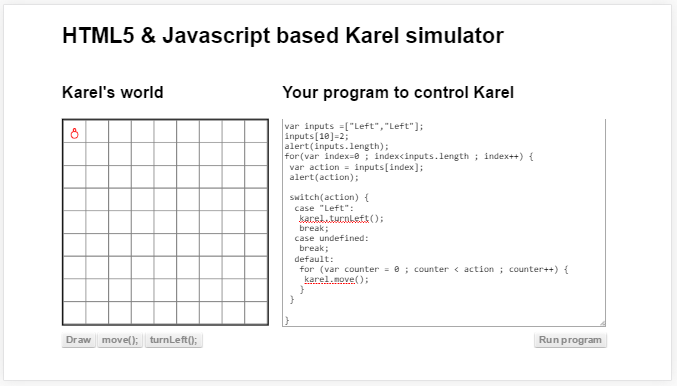 HTML5 & Javascript based Karel simulator
Karel's world
Your program to control Karel
var inputs =["Left","Left"];
inputs[10]=2;
alert(inputs.length);
for(var index=0 ; index<inputs.length ; index++) {
var action = inputs[index];
alert(action);
switch(action) {
case "Left":
karel.turnLeft();
break;
case undefined:
break;
default:
for (var counter = 0 ; counter < action ; counter++) {
karel.move();
}
}
}
Draw move(); turnLeft(); Run program